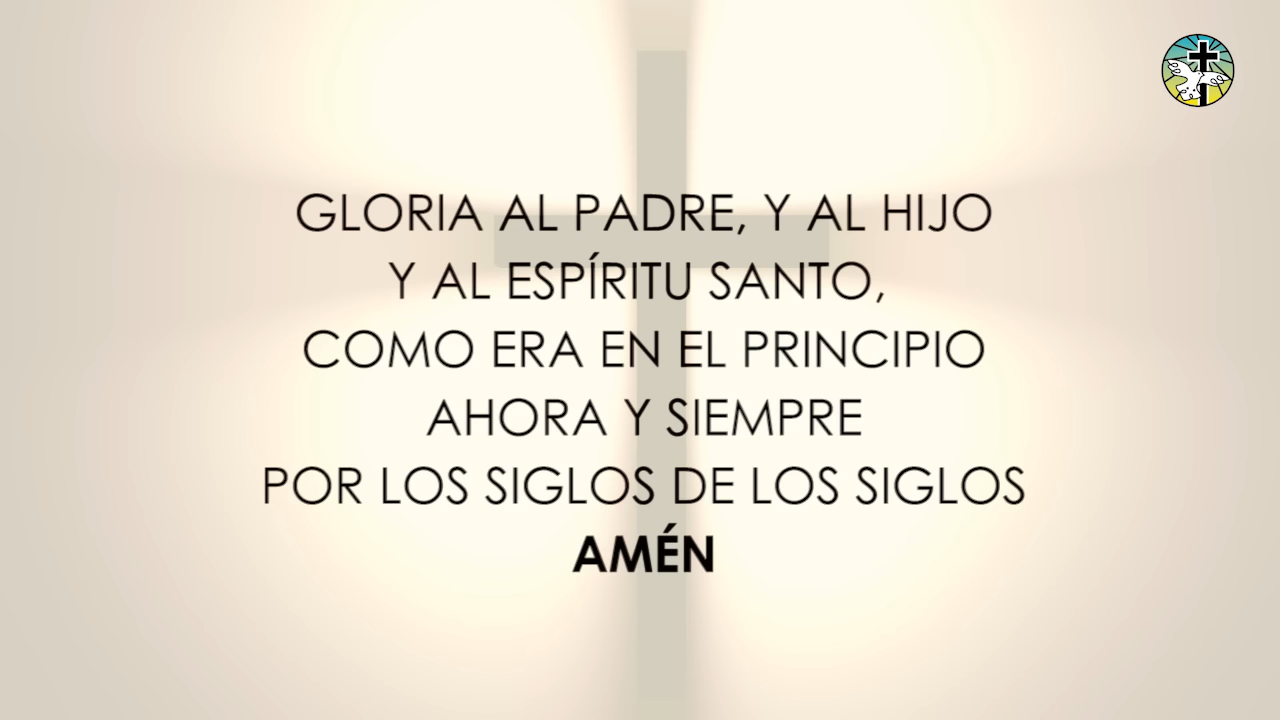 GLORIA AL PADRE, Y AL HIJO
Y AL ESPÍRITU SANTO,
COMO ERA EN EL PRINCIPIO
AHORA Y SIEMPRE
POR LOS SIGLOS DE LOS SIGLOS
AMÉN